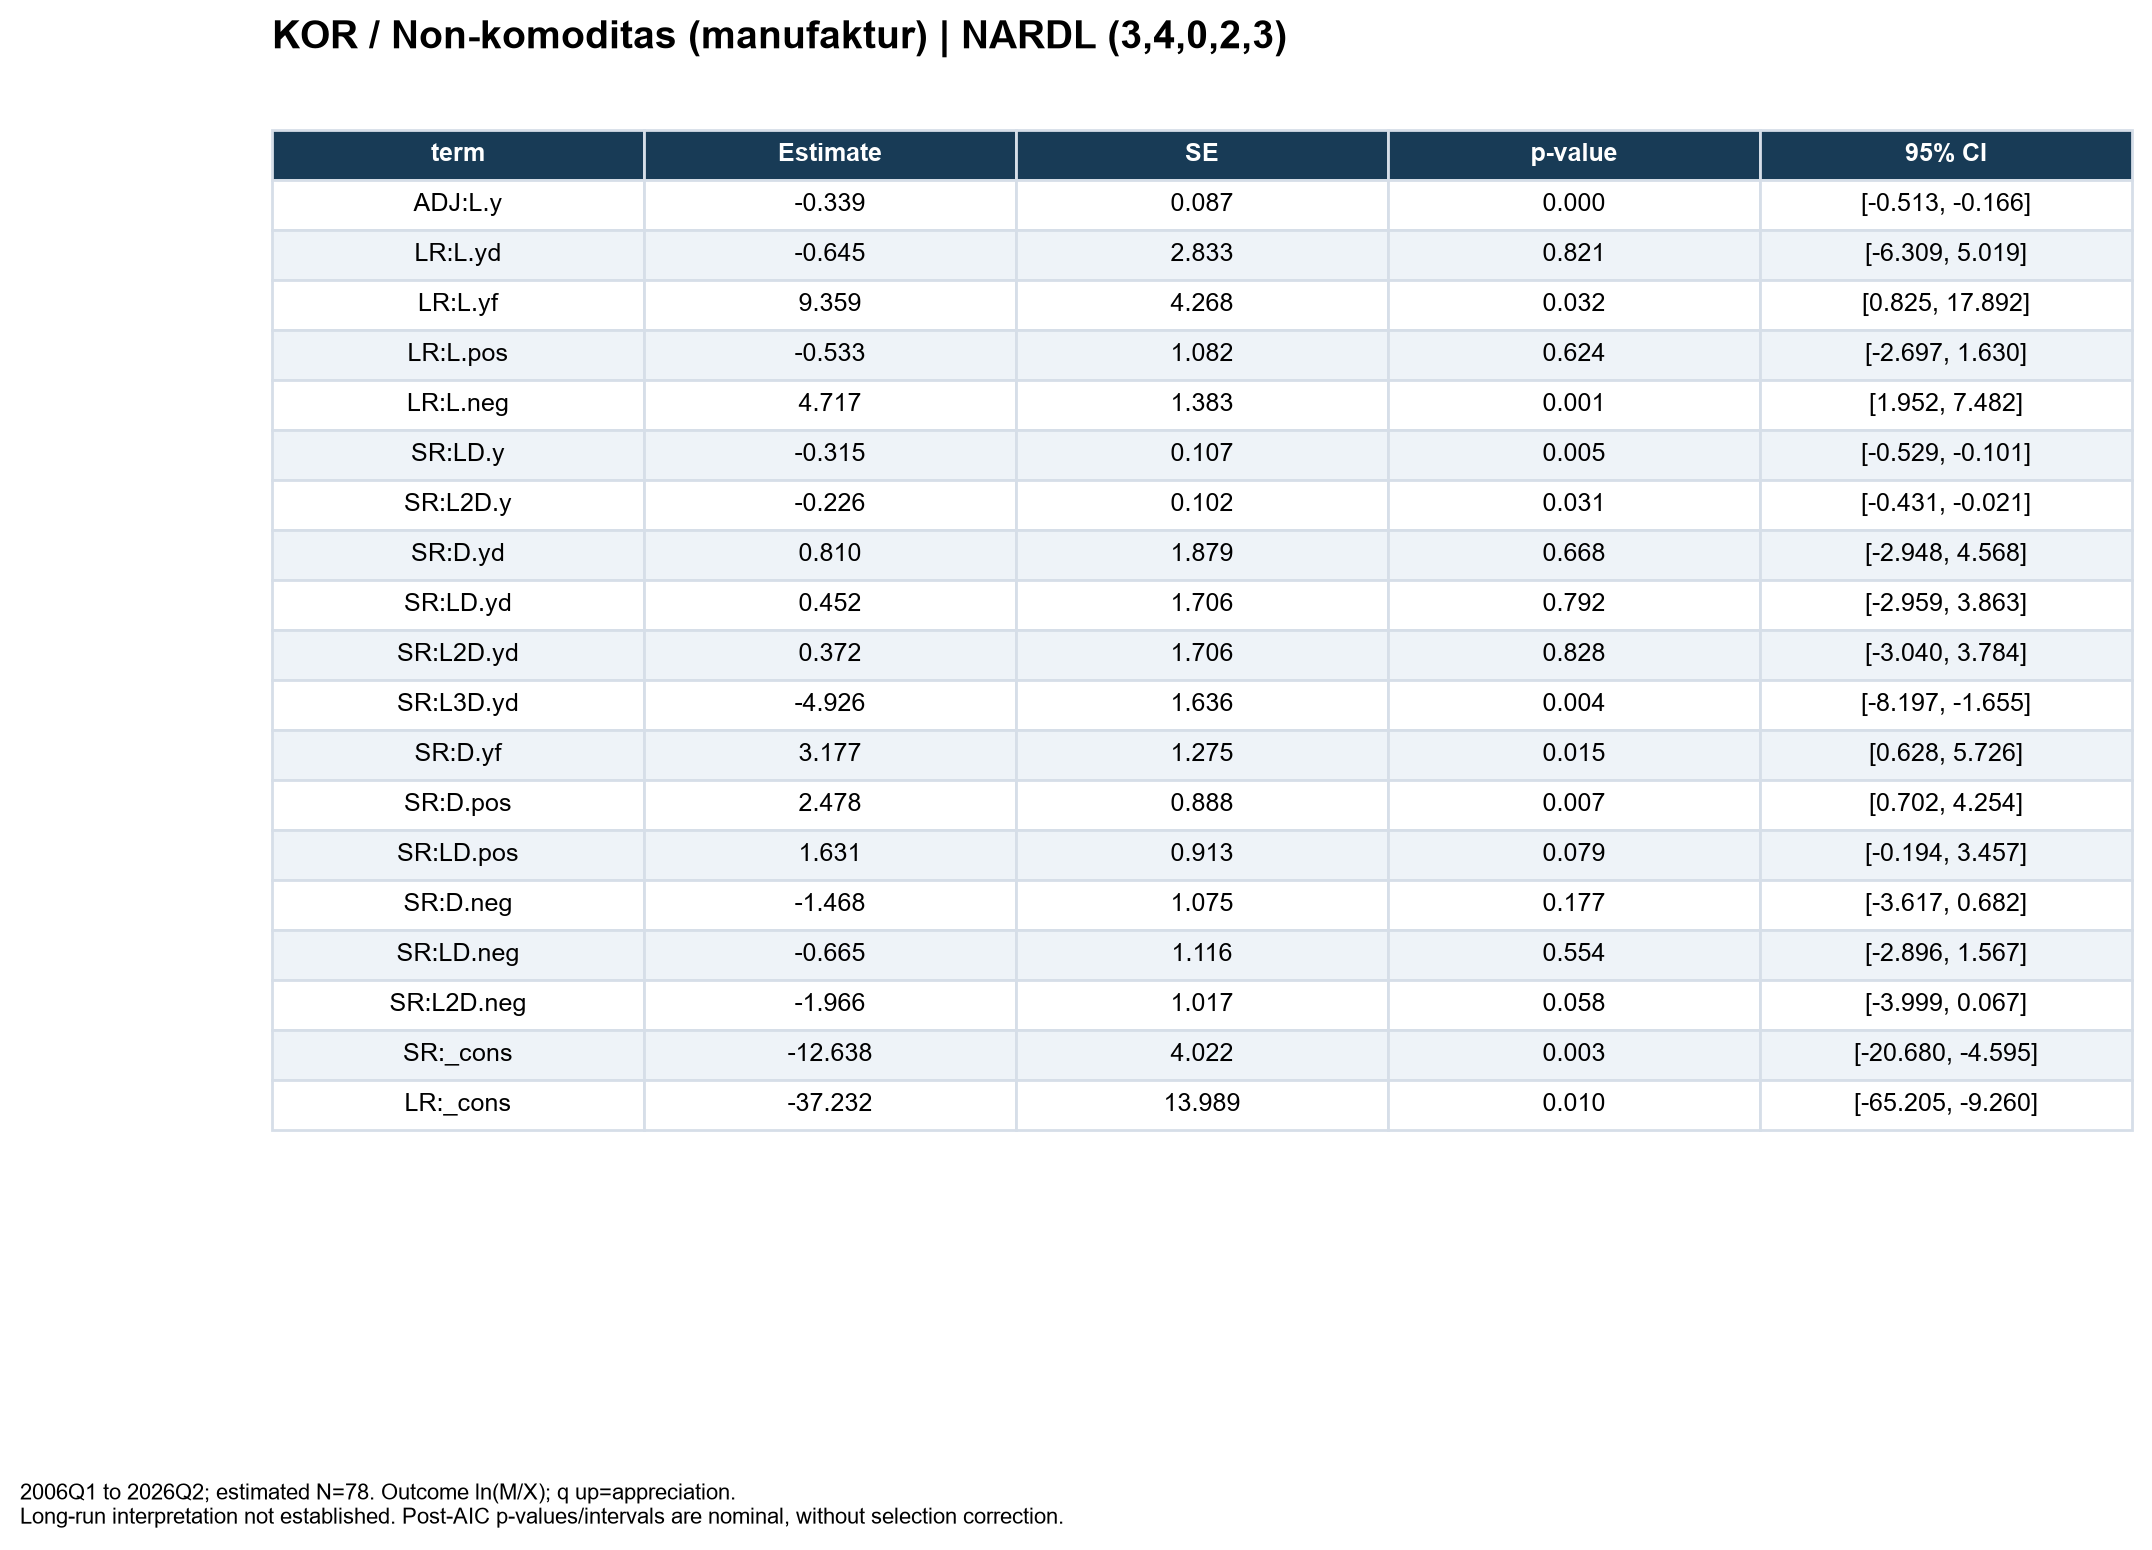 KOR / Non-komoditas (manufaktur) | NARDL (3,4,0,2,3)
term Estimate SE p-value 95% CI
ADJ:L.y -0.339 0.087 0.000 [-0.513, -0.166]
LR:L.yd -0.645 2.833 0.821 [-6.309, 5.019]
LR:L.yf 9.359 4.268 0.032 [0.825, 17.892]
LR:L.pos -0.533 1.082 0.624 [-2.697, 1.630]
LR:L.neg 4.717 1.383 0.001 [1.952, 7.482]
SR:LD.y -0.315 0.107 0.005 [-0.529, -0.101]
SR:L2D.y -0.226 0.102 0.031 [-0.431, -0.021]
SR:D.yd 0.810 1.879 0.668 [-2.948, 4.568]
SR:LD.yd 0.452 1.706 0.792 [-2.959, 3.863]
SR:L2D.yd 0.372 1.706 0.828 [-3.040, 3.784]
SR:L3D.yd -4.926 1.636 0.004 [-8.197, -1.655]
SR:D.yf 3.177 1.275 0.015 [0.628, 5.726]
SR:D.pos 2.478 0.888 0.007 [0.702, 4.254]
SR:LD.pos 1.631 0.913 0.079 [-0.194, 3.457]
SR:D.neg -1.468 1.075 0.177 [-3.617, 0.682]
SR:LD.neg -0.665 1.116 0.554 [-2.896, 1.567]
SR:L2D.neg -1.966 1.017 0.058 [-3.999, 0.067]
SR:_cons -12.638 4.022 0.003 [-20.680, -4.595]
LR:_cons -37.232 13.989 0.010 [-65.205, -9.260]
2006Q1 to 2026Q2; estimated N=78. Outcome ln(M/X); q up=appreciation.
Long-run interpretation not established. Post-AIC p-values/intervals are nominal, without selection correction.